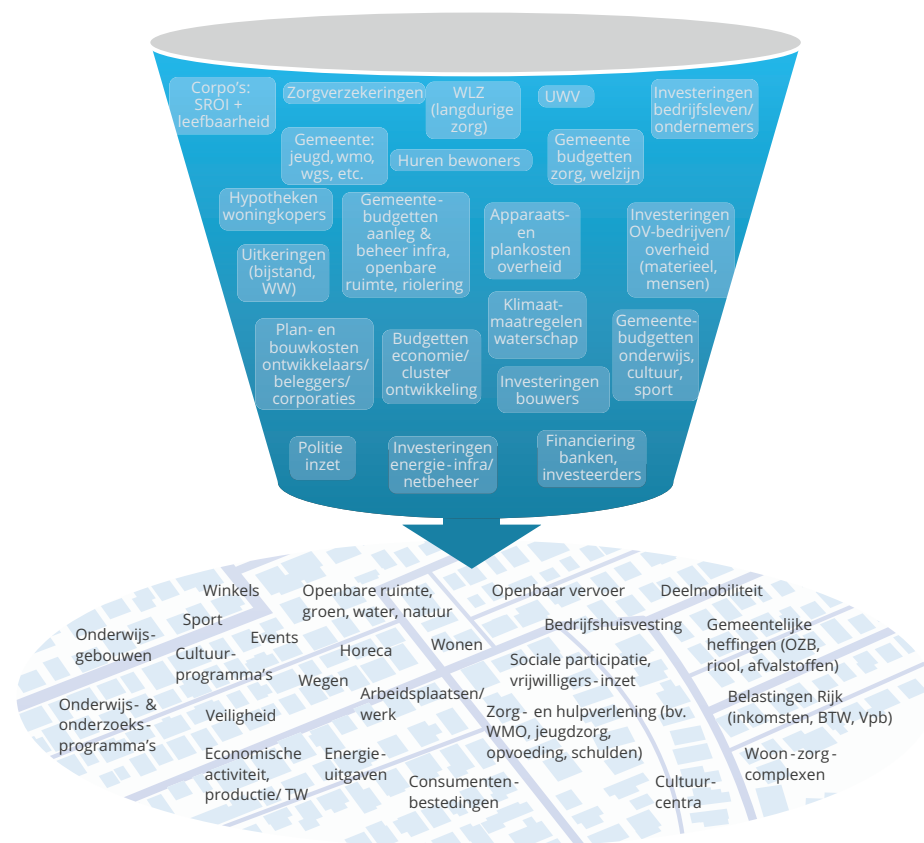 Corpo's:
SROI +
leefbaarheid
Zorgverzekeringen
WLZ
(langdurige
zorg)
UWV
Investeringen
bedrijfsleven/
ondernemers
Gemeente:
jeugd, wmo,
wgs, etc.
Huren bewoners
Gemeente
budgetten
zorg, welzijn
Hypotheken
woningkopers
Gemeente-
budgetten
aanleg &
beheer infra,
openbare
ruimte, riolering
Apparaats-
en
plankosten
overheid
Investeringen
OV-bedrijven/
overheid
(materieel,
mensen)
Uitkeringen
(bijstand,
WW)
Klimaat-
maatregelen
waterschap
Gemeente-
budgetten
onderwijs,
cultuur,
sport
Plan- en
bouwkosten
ontwikkelaars/
beleggers/
corporaties
Budgetten
economie/
cluster
ontwikkeling
Investeringen
bouwers
Politie
inzet
Investeringen
energie-infra/
netbeheer
Financiering
banken,
investeerders
Winkels
Openbare ruimte,
groen, water, natuur
Openbaar vervoer
Deelmobiliteit
Sport
Onderwijs-
gebouwen
Events
Cultuur-
programma's
Horeca
Wonen
Bedrijfshuisvesting
Gemeentelijke
heffingen (OZB,
riool, afvalstoffen)
Wegen
Sociale participatie,
vrijwilligers-inzet
Arbeidsplaatsen/
werk
Onderwijs- &
onderzoeks-
programma's
Veiligheid
Zorg- en hulpverlening (bv.
WMO, jeugdzorg,
opvoeding, schulden)
Belastingen Rijk
(inkomsten, BTW, Vpb)
Economische
activiteit,
productie/ TW
Energie-
uitgaven
Consumenten-
bestedingen
Cultuur-
centra
Woon-zorg-
complexen